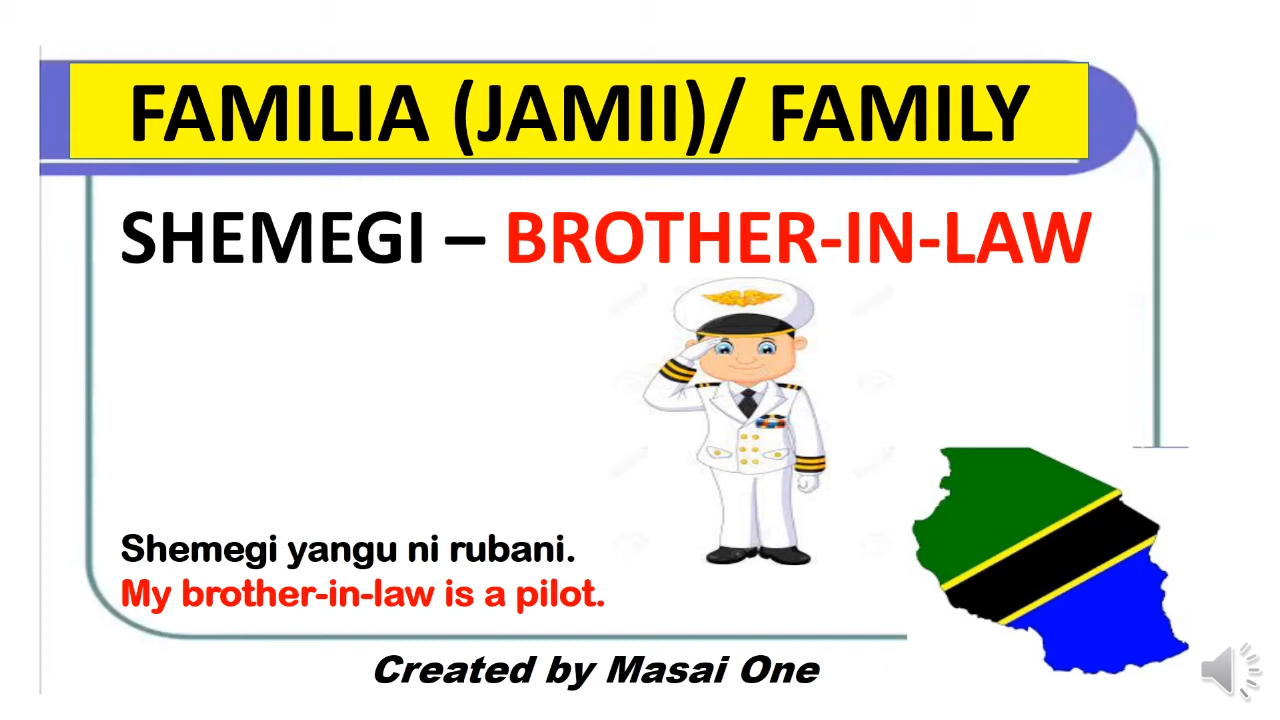 FAMILIA (JAMII)/ FAMILY
SHEMEGI – BROTHER-IN-LAW
Shemegi yangu ni rubani.
My brother-in-law is a pilot.
Created by Masai One